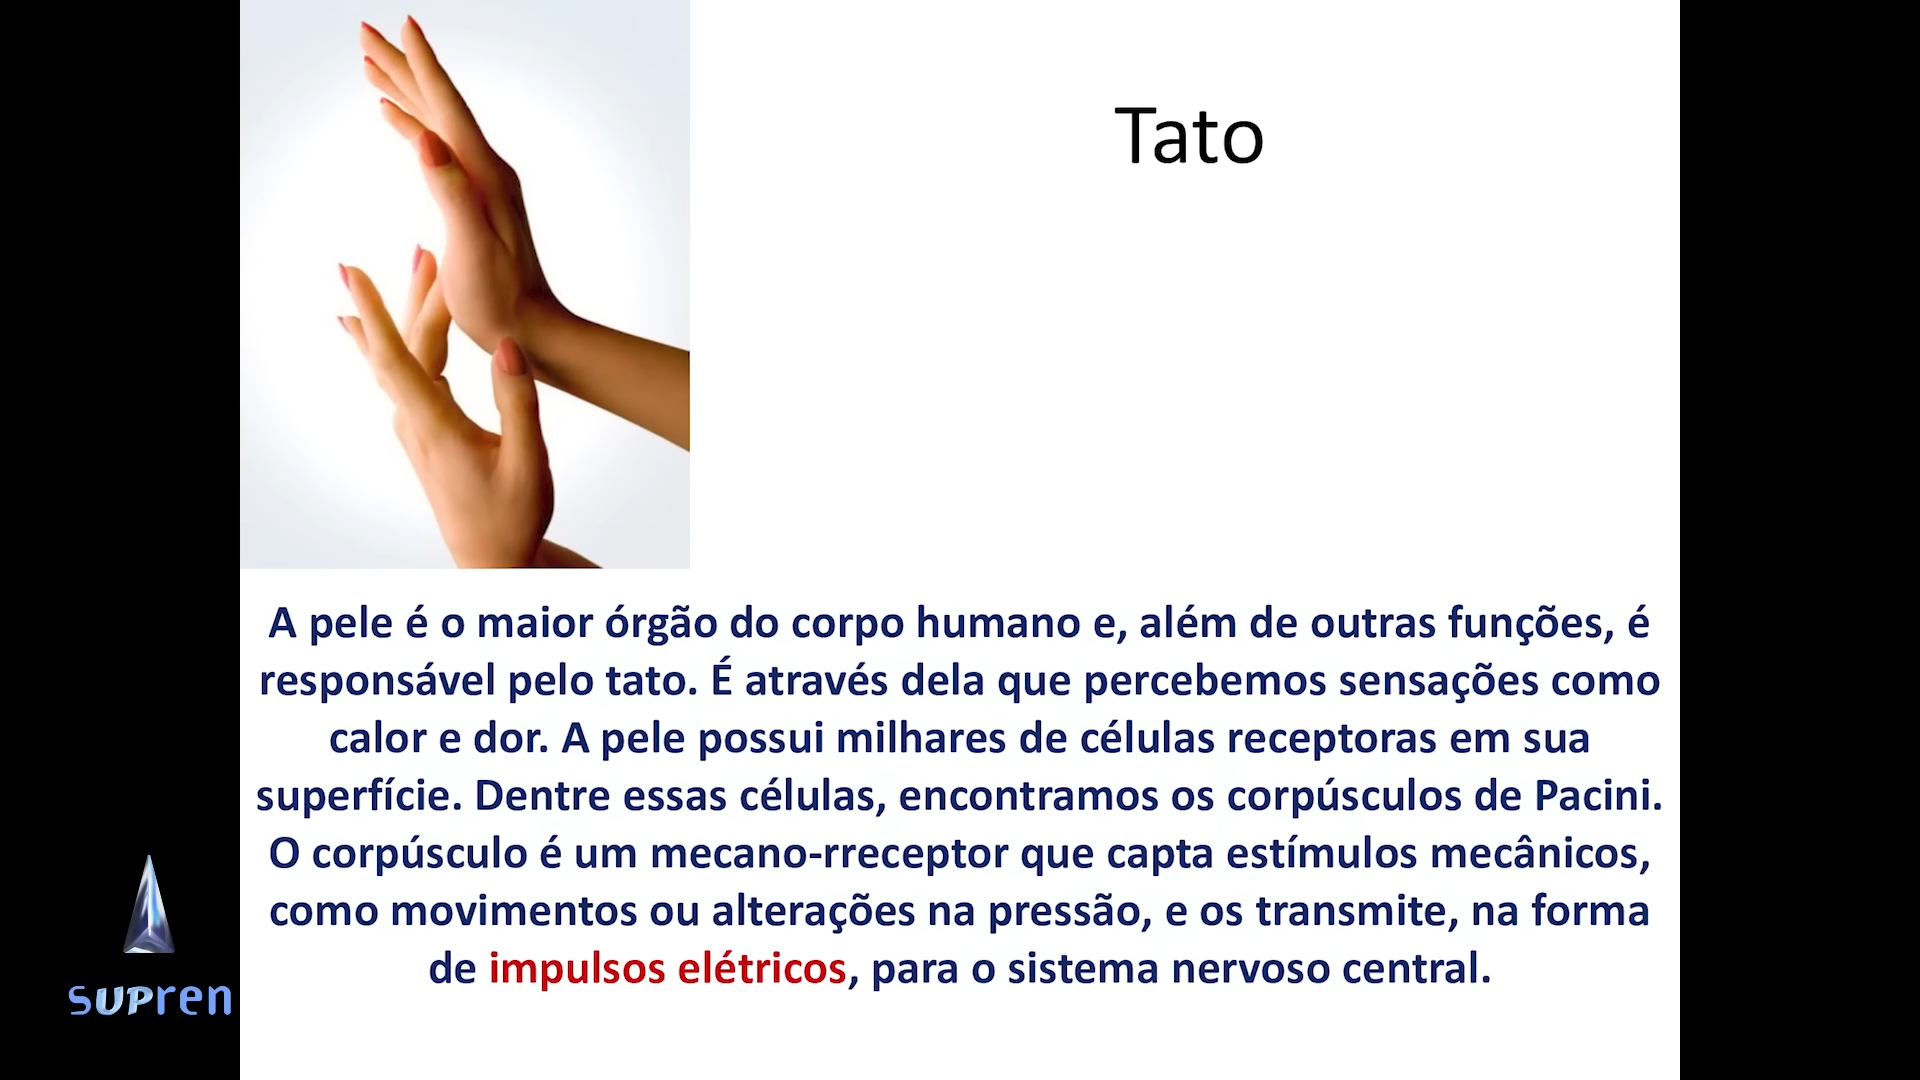 Tato
A pele é o maior órgão do corpo humano e, além de outras funções, é
responsável pelo tato. É através dela que percebemos sensações como
calor e dor. A pele possui milhares de células receptoras em sua
superfície. Dentre essas células, encontramos os corpúsculos de Pacini.
O corpúsculo é um mecano-rreceptor que capta estímulos mecânicos,
como movimentos ou alterações na pressão, e os transmite, na forma
de impulsos elétricos, para o sistema nervoso central.
suPren